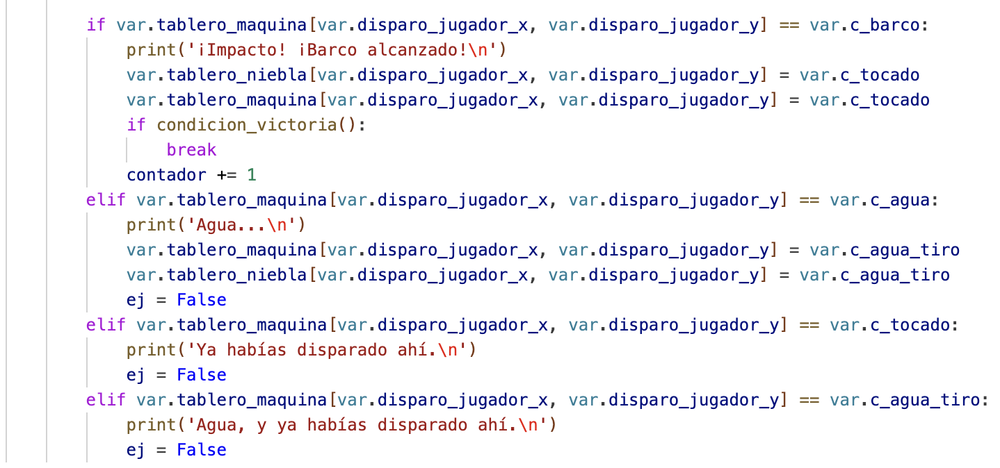 if var.tablero_maquina[var.disparo_jugador_x, var.disparo_jugador_y] == var.c_barco:
    print('¡Impacto! ¡Barco alcanzado!\n')
    var.tablero_niebla[var.disparo_jugador_x, var.disparo_jugador_y] = var.c_tocado
    var.tablero_maquina[var.disparo_jugador_x, var.disparo_jugador_y] = var.c_tocado
    if condicion_victoria():
        break
    contador += 1
elif var.tablero_maquina[var.disparo_jugador_x, var.disparo_jugador_y] == var.c_agua:
    print('Agua...\n')
    var.tablero_maquina[var.disparo_jugador_x, var.disparo_jugador_y] = var.c_agua_tiro
    var.tablero_niebla[var.disparo_jugador_x, var.disparo_jugador_y] = var.c_agua_tiro
    ej = False
elif var.tablero_maquina[var.disparo_jugador_x, var.disparo_jugador_y] == var.c_tocado:
    print('Ya habías disparado ahí.\n')
    ej = False
elif var.tablero_maquina[var.disparo_jugador_x, var.disparo_jugador_y] == var.c_agua_tiro:
    print('Agua, y ya habías disparado ahí.\n')
    ej = False